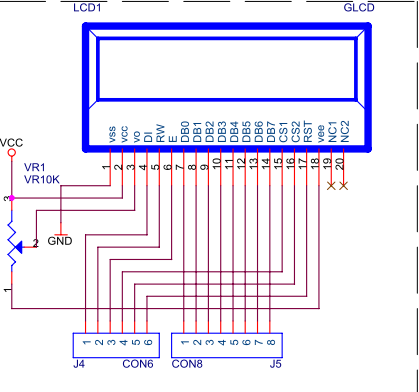 LCD1 GLCD
vss vcc vo DI RW E DB0 DB1 DB2 DB3 DB4 DB5 DB6 DB7 CS1 CS2 RST vee NC1 NC2
1 2 3 4 5 6 7 8 9 10 11 12 13 14 15 16 17 18 19 20
VCC
VR1
VR10K
3
2
GND
1
1 2 3 4 5 6
1 2 3 4 5 6 7 8
J4 CON6 CON8 J5